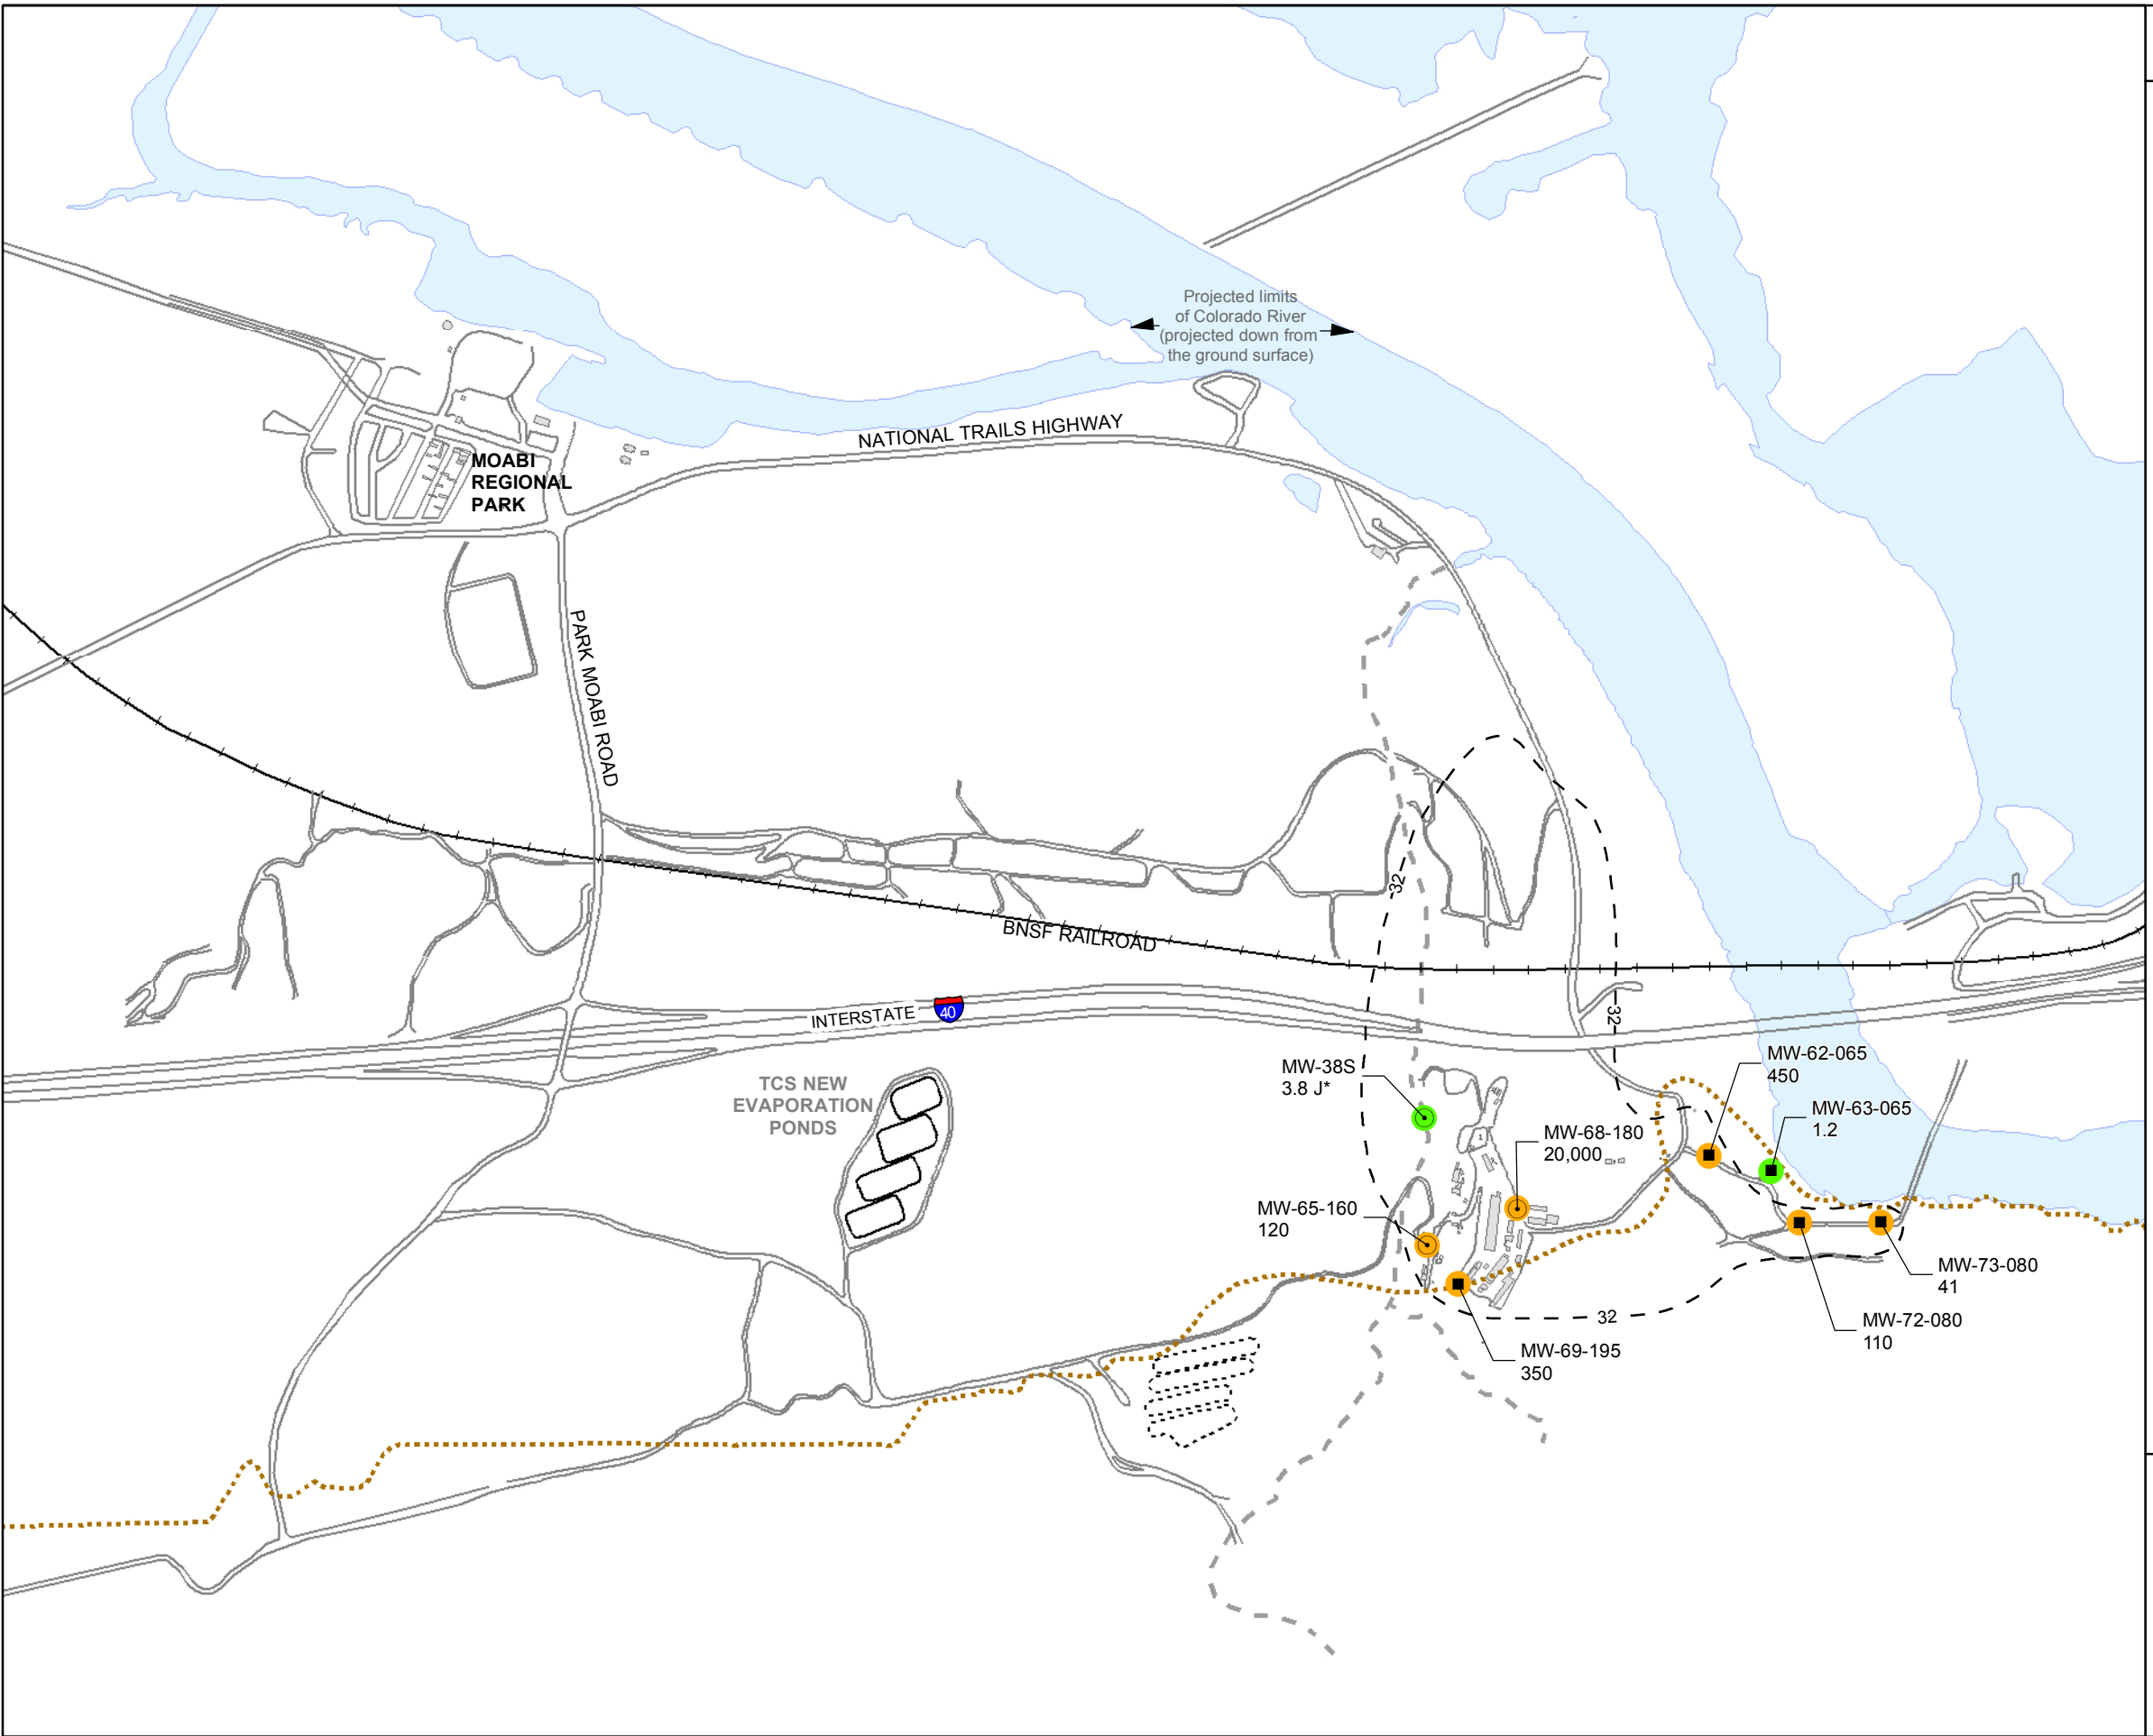 Projected limits
of Colorado River
(projected down from
the ground surface)
NATIONAL TRAILS HIGHWAY
MOABI
REGIONAL
PARK
PARK MOABI ROAD
32
BNSF RAILROAD
INTERSTATE 40
32
MW-62-065
450
MW-38S
3.8 J*
TCS NEW
EVAPORATION
PONDS
MW-63-065
1.2
MW-68-180
20,000
MW-65-160
120
MW-73-080
41
32
MW-72-080
110
MW-69-195
350